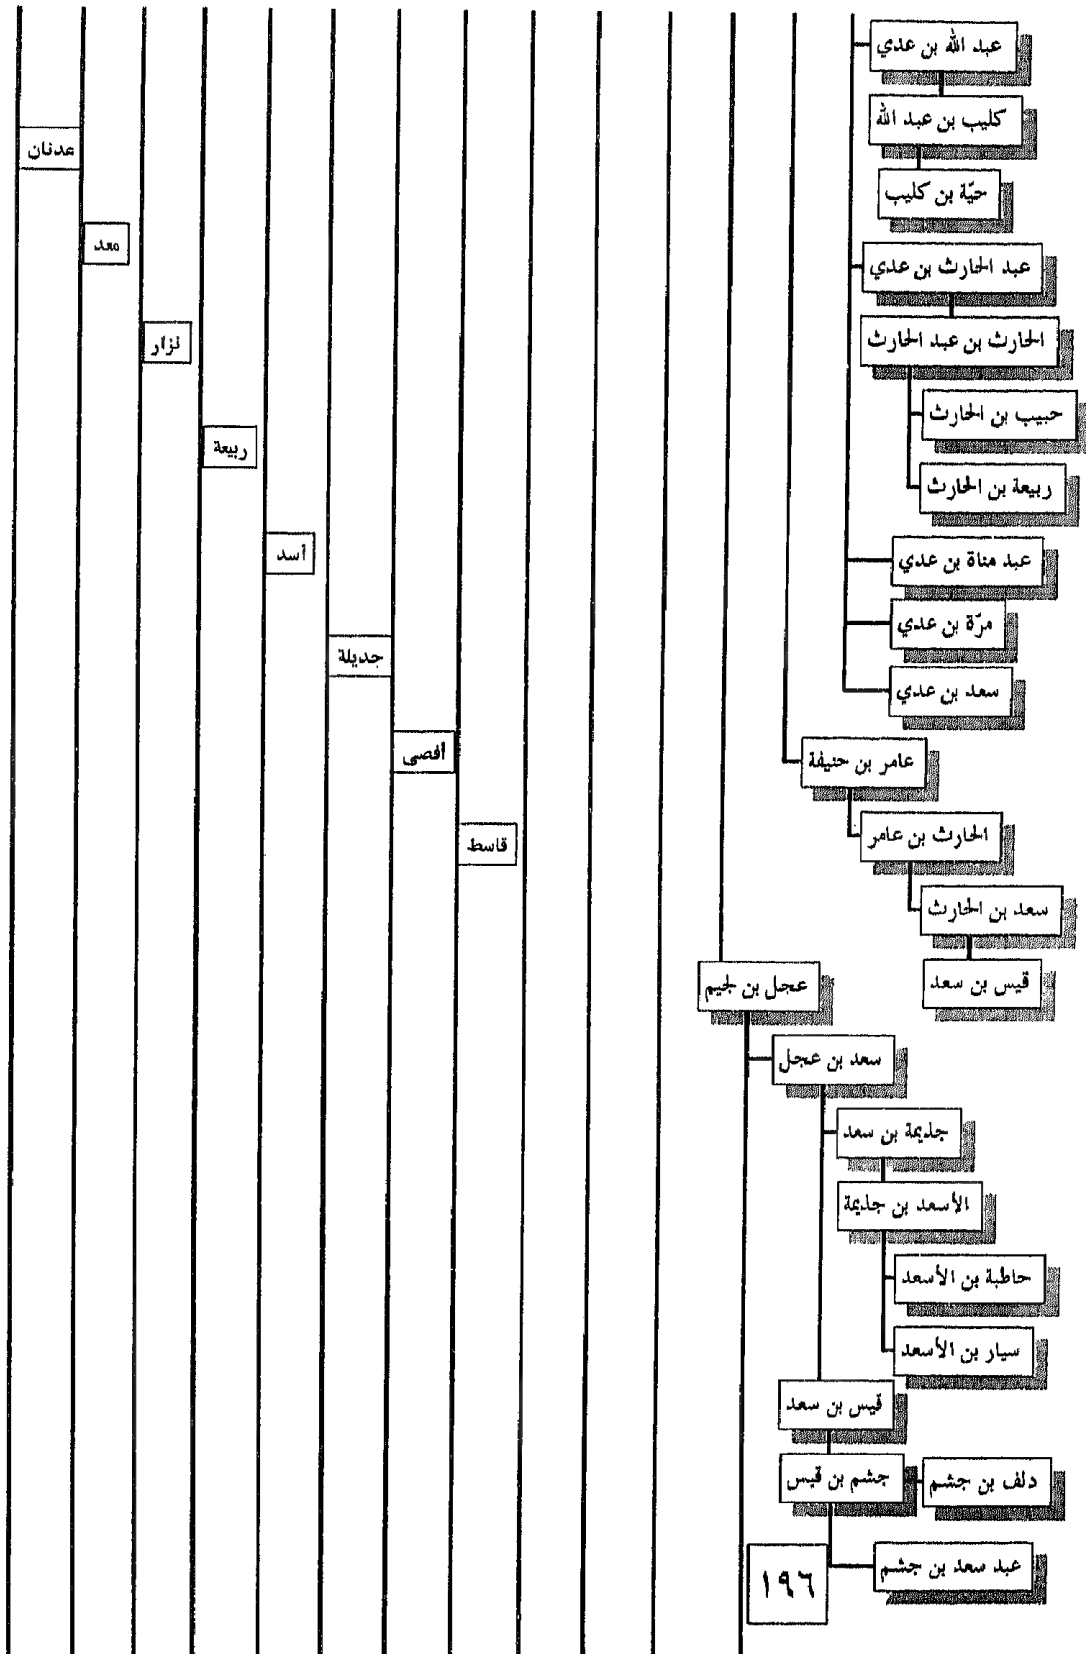 عبد الله بن عدي
كليب بن عبد الله
حيّة بن كليب
عبد الحارث بن عدي
الحارث بن عبد الحارث
حبيب بن الحارث
ربيعة بن الحارث
عبد مناة بن عدي
مرّة بن عدي
سعد بن عدي
عامر بن حنيفة
الحارث بن عامر
سعد بن الحارث
قيس بن سعد
عجل بن لجيم
سعد بن عجل
جذيمة بن سعد
الأسعد بن جذيمة
حاطبة بن الأسعد
سيار بن الأسعد
قيس بن سعد
جشم بن قيس
دلف بن جشم
عبد سعد بن جشم
عدنان
معد
نزار
ربيعة
أسد
جديلة
أفصى
قاسط
١٩٦